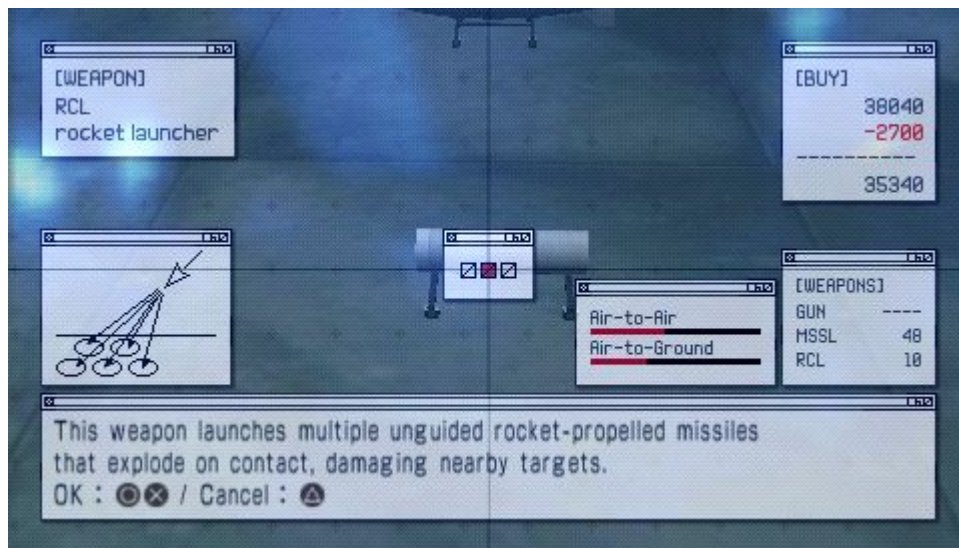 [WEAPON]
RCL
rocket launcher
[BUY]
38040
-2700
----------
35340
Air-to-Air
Air-to-Ground
[WEAPONS]
GUN ----
MSSL 48
RCL 10
This weapon launches multiple unguided rocket-propelled missiles
that explode on contact, damaging nearby targets.
OK : / Cancel :